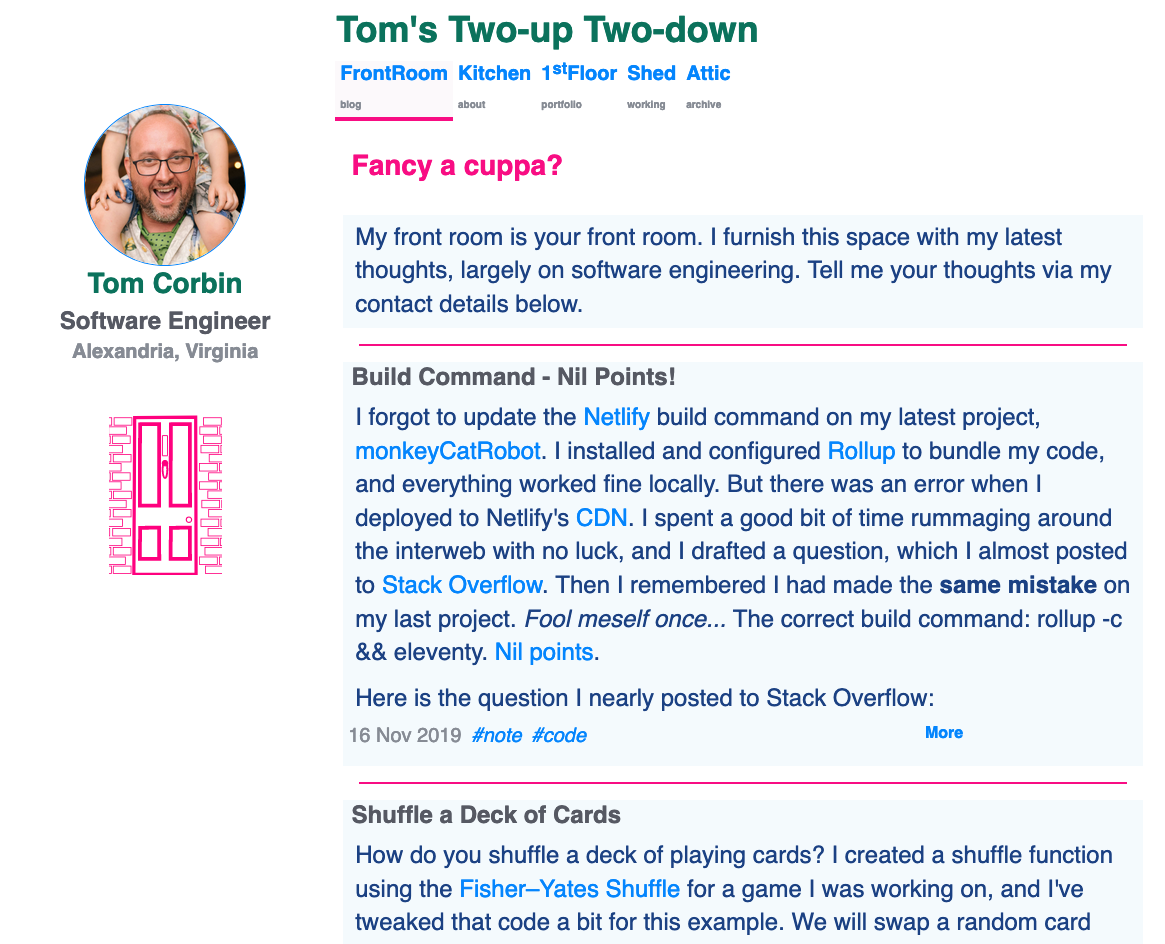 Tom's Two-up Two-down
FrontRoom Kitchen 1stFloor Shed Attic
blog about portfolio working archive
Tom Corbin
Software Engineer
Alexandria, Virginia
Fancy a cuppa?
My front room is your front room. I furnish this space with my latest
thoughts, largely on software engineering. Tell me your thoughts via my
contact details below.
Build Command - Nil Points!
I forgot to update the Netlify build command on my latest project,
monkeyCatRobot. I installed and configured Rollup to bundle my code,
and everything worked fine locally. But there was an error when I
deployed to Netlify's CDN. I spent a good bit of time rummaging around
the interweb with no luck, and I drafted a question, which I almost posted
to Stack Overflow. Then I remembered I had made the same mistake on
my last project. Fool meself once... The correct build command: rollup -c
&& eleventy. Nil points.
Here is the question I nearly posted to Stack Overflow:
16 Nov 2019 #note #code More
Shuffle a Deck of Cards
How do you shuffle a deck of playing cards? I created a shuffle function
using the Fisher–Yates Shuffle for a game I was working on, and I've
tweaked that code a bit for this example. We will swap a random card